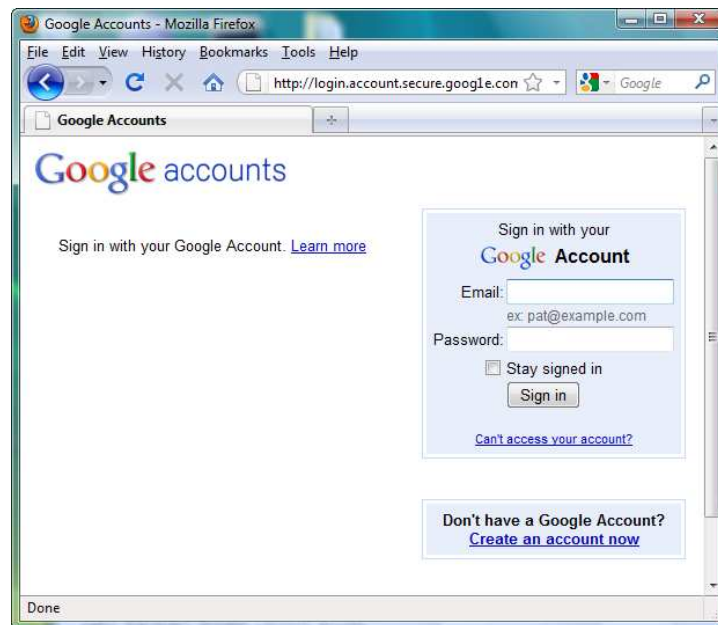 Google Accounts - Mozilla Firefox
File Edit View History Bookmarks Tools Help
http://login.account.secure.goog1e.con Google
Google Accounts
Google accounts
Sign in with your Google Account. Learn more
Sign in with your
Google Account
Email:
ex: pat@example.com
Password:
Stay signed in
Sign in
Can't access your account?
Don't have a Google Account?
Create an account now
Done